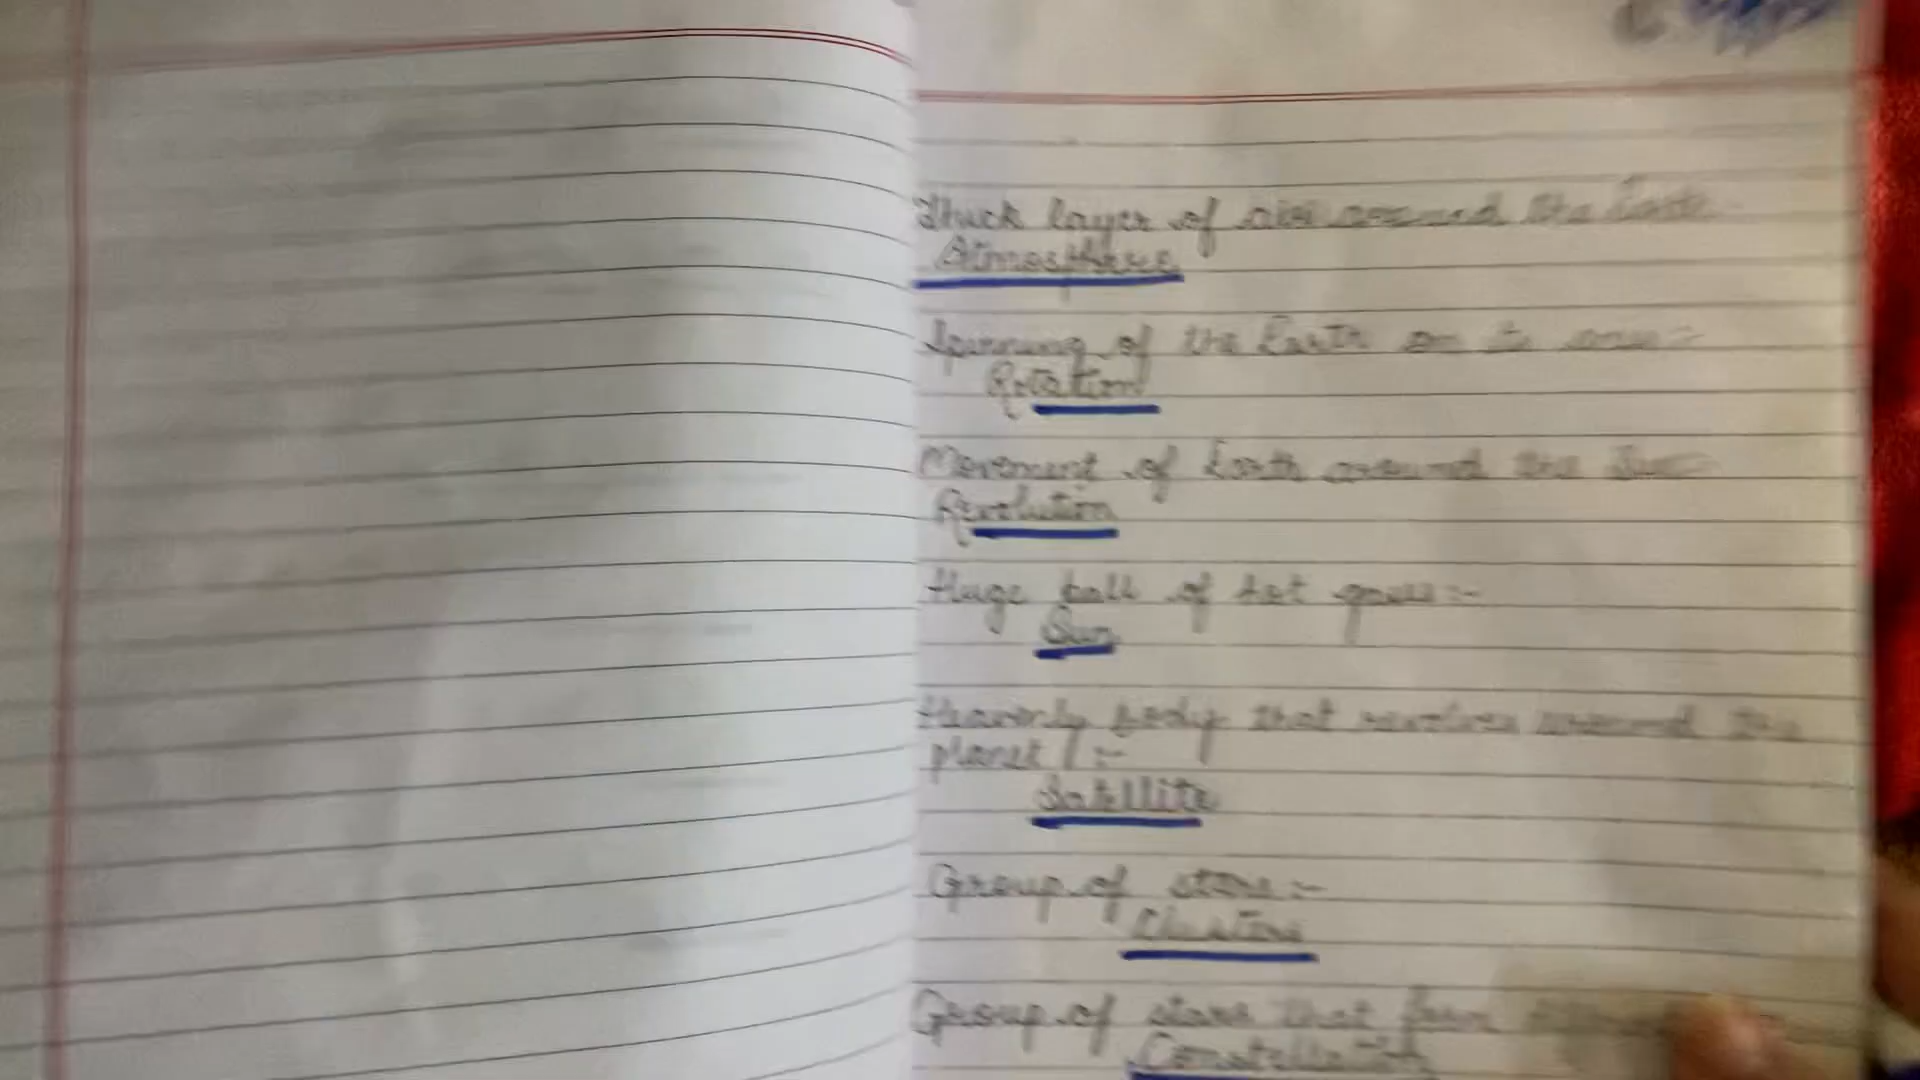 Thick layer of air around the Earth
Atmosphere
Spinning of the Earth on its axis :-
Rotation
Movement of Earth around the Sun
Revolution
Huge ball of hot gases :-
Sun
Heavenly body that revolves around the
planet :-
Satellite
Group of stars :-
Clusters
Group of stars that form
Constellation